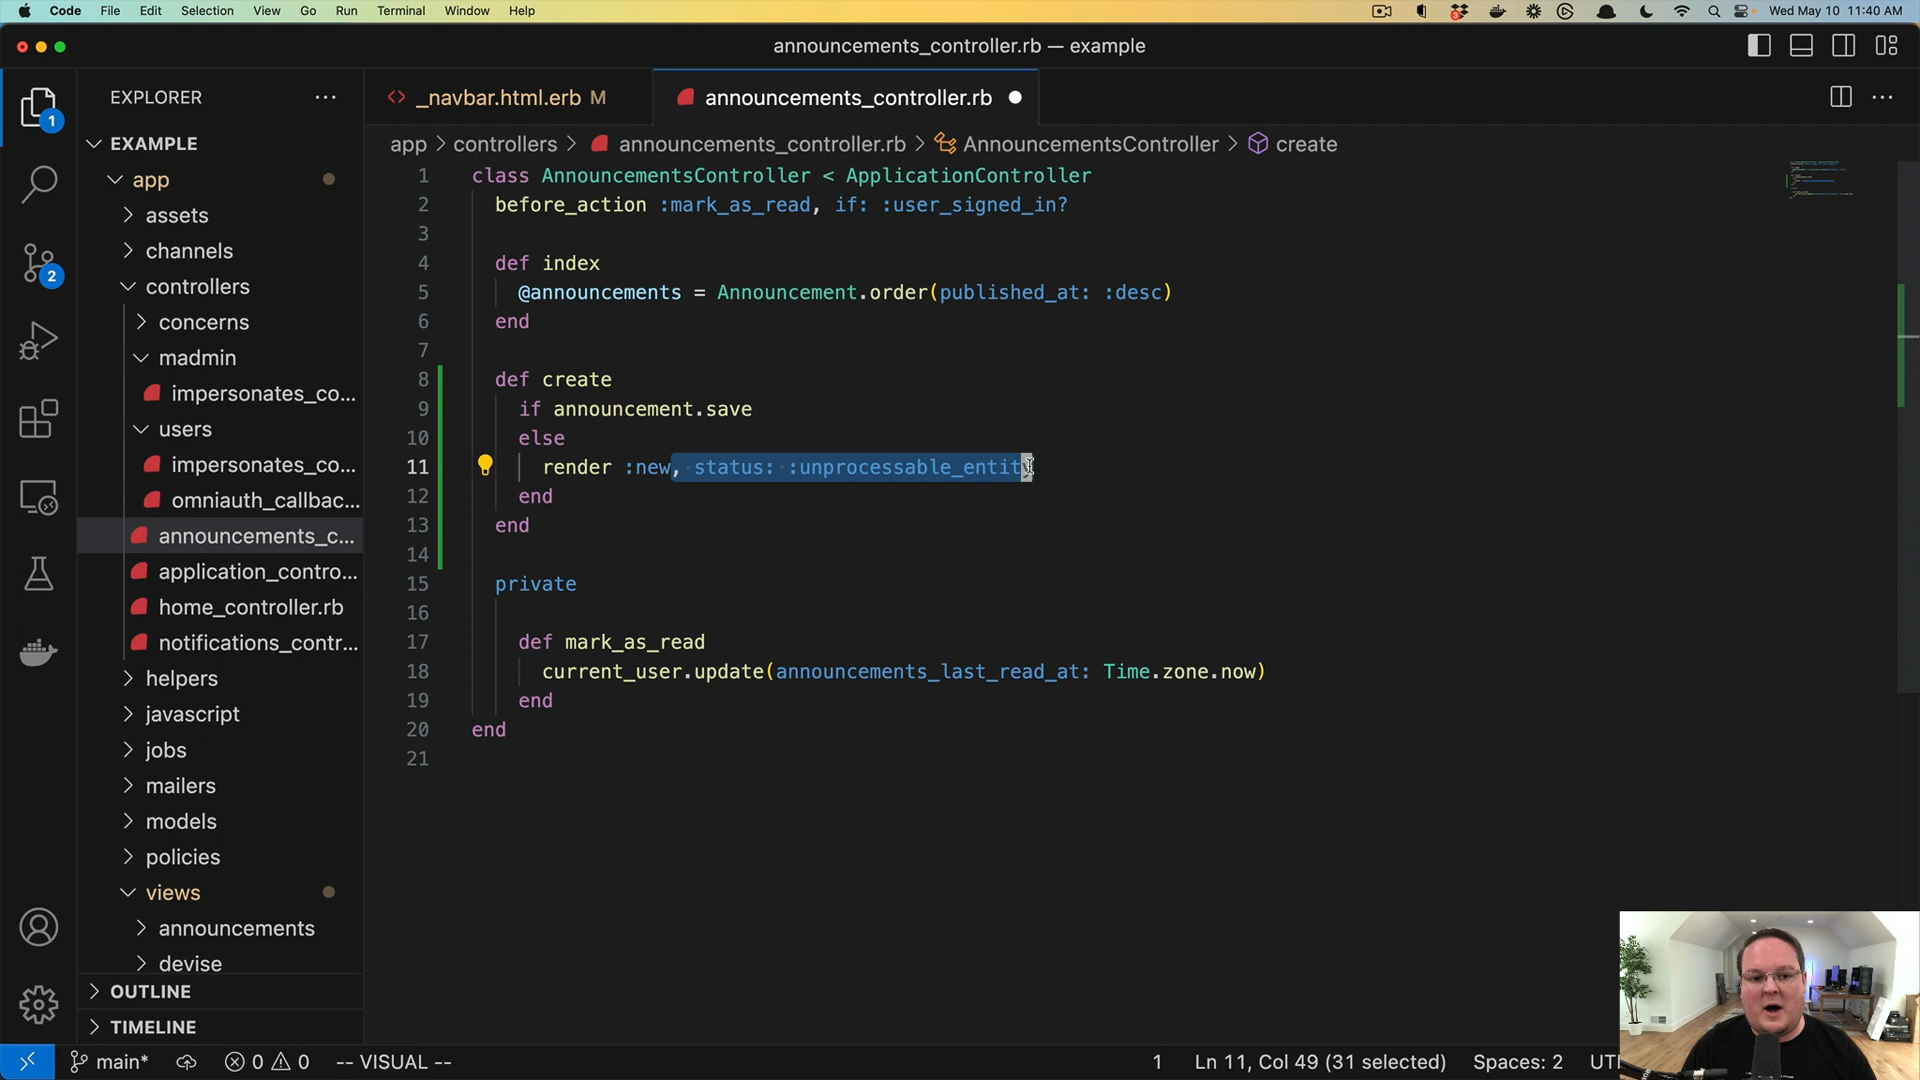 Code File Edit Selection View Go Run Terminal Window Help Wed May 10 11:40 AM
announcements_controller.rb — example
EXPLORER
_navbar.html.erb M
announcements_controller.rb
app > controllers > announcements_controller.rb > AnnouncementsController > create
EXAMPLE
app
assets
channels
controllers
concerns
madmin
impersonates_co...
users
impersonates_co...
omniauth_callbac...
announcements_c...
application_contro...
home_controller.rb
notifications_contr...
helpers
javascript
jobs
mailers
models
policies
views
announcements
devise
OUTLINE
TIMELINE
1
2
1 class AnnouncementsController < ApplicationController
2 before_action :mark_as_read, if: :user_signed_in?
3
4 def index
5 @announcements = Announcement.order(published_at: :desc)
6 end
7
8 def create
9 if announcement.save
10 else
11 render :new, status: :unprocessable_entity
12 end
13 end
14
15 private
16
17 def mark_as_read
18 current_user.update(announcements_last_read_at: Time.zone.now)
19 end
20 end
21
main* 0 0 -- VISUAL -- 1 Ln 11, Col 49 (31 selected) Spaces: 2